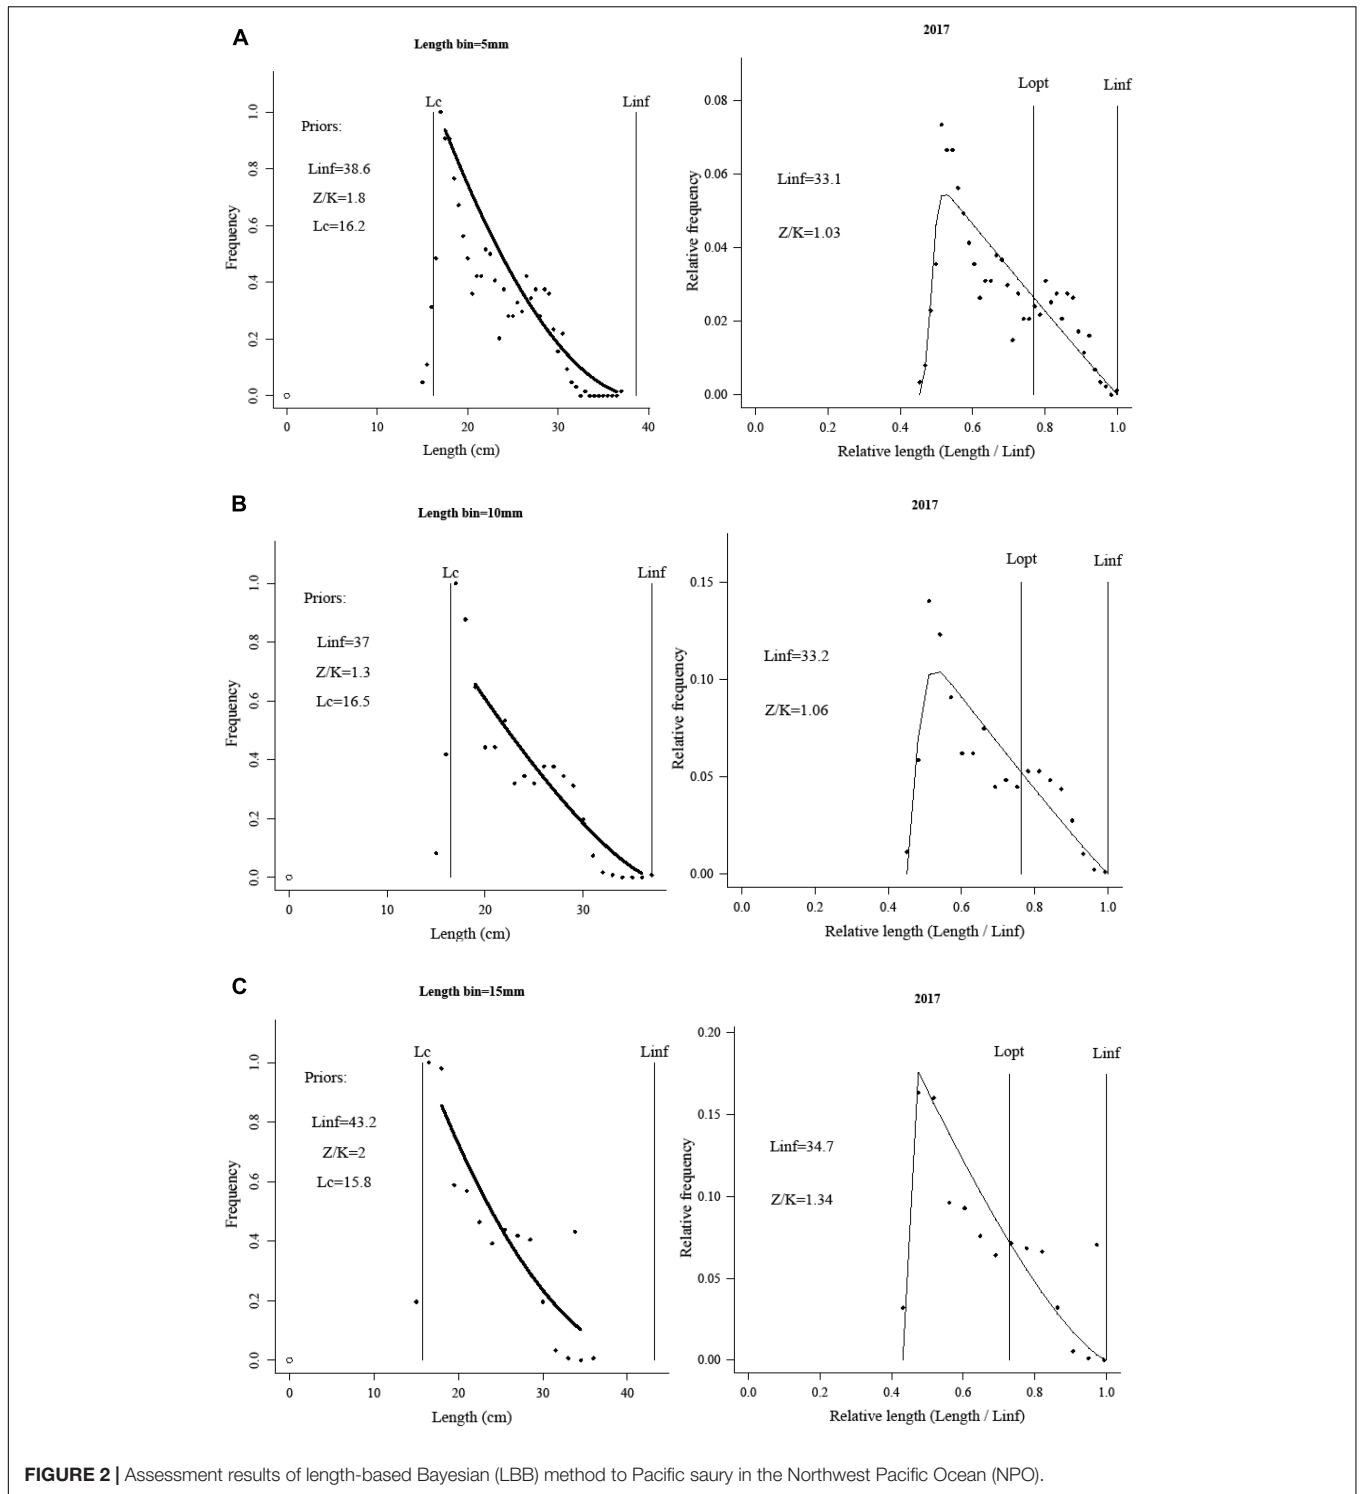 A
Length bin=5mm
2017
Lc
Linf
Priors:
Linf=38.6
Z/K=1.8
Lc=16.2
Frequency
0.0
0.2
0.4
0.6
0.8
1.0
0
10
20
30
40
Length (cm)
Lopt
Linf
Linf=33.1
Z/K=1.03
Relative frequency
0.08
0.06
0.04
0.02
0.00
0.0
0.2
0.4
0.6
0.8
1.0
Relative length (Length / Linf)
B
Length bin=10mm
2017
Lc
Linf
Priors:
Linf=37
Z/K=1.3
Lc=16.5
Frequency
0.0
0.2
0.4
0.6
0.8
1.0
0
10
20
30
Length (cm)
Lopt
Linf
Linf=33.2
Z/K=1.06
Relative frequency
0.15
0.10
0.05
0.00
0.0
0.2
0.4
0.6
0.8
1.0
Relative length (Length / Linf)
C
Length bin=15mm
2017
Lc
Linf
Priors:
Linf=43.2
Z/K=2
Lc=15.8
Frequency
0.0
0.2
0.4
0.6
0.8
1.0
0
10
20
30
40
Length (cm)
Lopt
Linf
Linf=34.7
Z/K=1.34
Relative frequency
0.20
0.15
0.10
0.05
0.00
0.0
0.2
0.4
0.6
0.8
1.0
Relative length (Length / Linf)
FIGURE 2 | Assessment results of length-based Bayesian (LBB) method to Pacific saury in the Northwest Pacific Ocean (NPO).